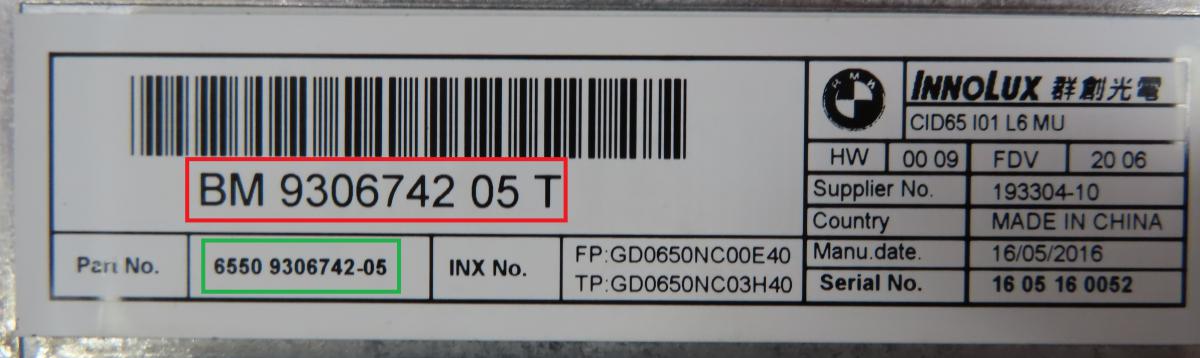 BM 9306742 05 T
Part No. 6550 9306742-05 INX No. FP:GD0650NC00E40
TP:GD0650NC03H40
BMW
INNOLUX 群創光電
CID65 I01 L6 MU
HW 00 09 FDV 20 06
Supplier No. 193304-10
Country MADE IN CHINA
Manu.date. 16/05/2016
Serial No. 16 05 16 0052